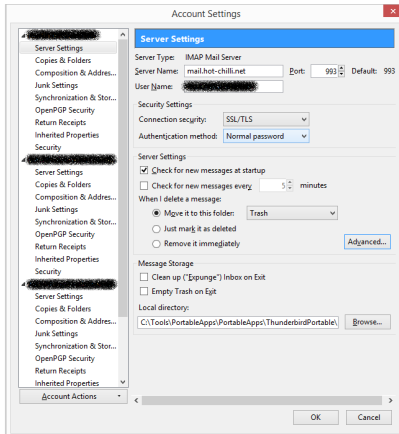 Account Settings
Server Settings
Copies & Folders
Composition & Addres...
Junk Settings
Synchronization & Stor...
OpenPGP Security
Return Receipts
Inherited Properties
Security
Server Settings
Copies & Folders
Composition & Addres...
Junk Settings
Synchronization & Stor...
OpenPGP Security
Return Receipts
Inherited Properties
Security
Server Settings
Copies & Folders
Composition & Addres...
Junk Settings
Synchronization & Stor...
OpenPGP Security
Return Receipts
Inherited Properties
Account Actions
Server Settings
Server Type: IMAP Mail Server
Server Name: mail.hot-chilli.net Port: 993 Default: 993
User Name:
Security Settings
Connection security: SSL/TLS
Authentication method: Normal password
Server Settings
Check for new messages at startup
Check for new messages every 5 minutes
When I delete a message:
Move it to this folder: Trash
Just mark it as deleted
Remove it immediately
Advanced...
Message Storage
Clean up ("Expunge") Inbox on Exit
Empty Trash on Exit
Local directory:
C:\Tools\PortableApps\PortableApps\ThunderbirdPortable\
Browse...
OK Cancel